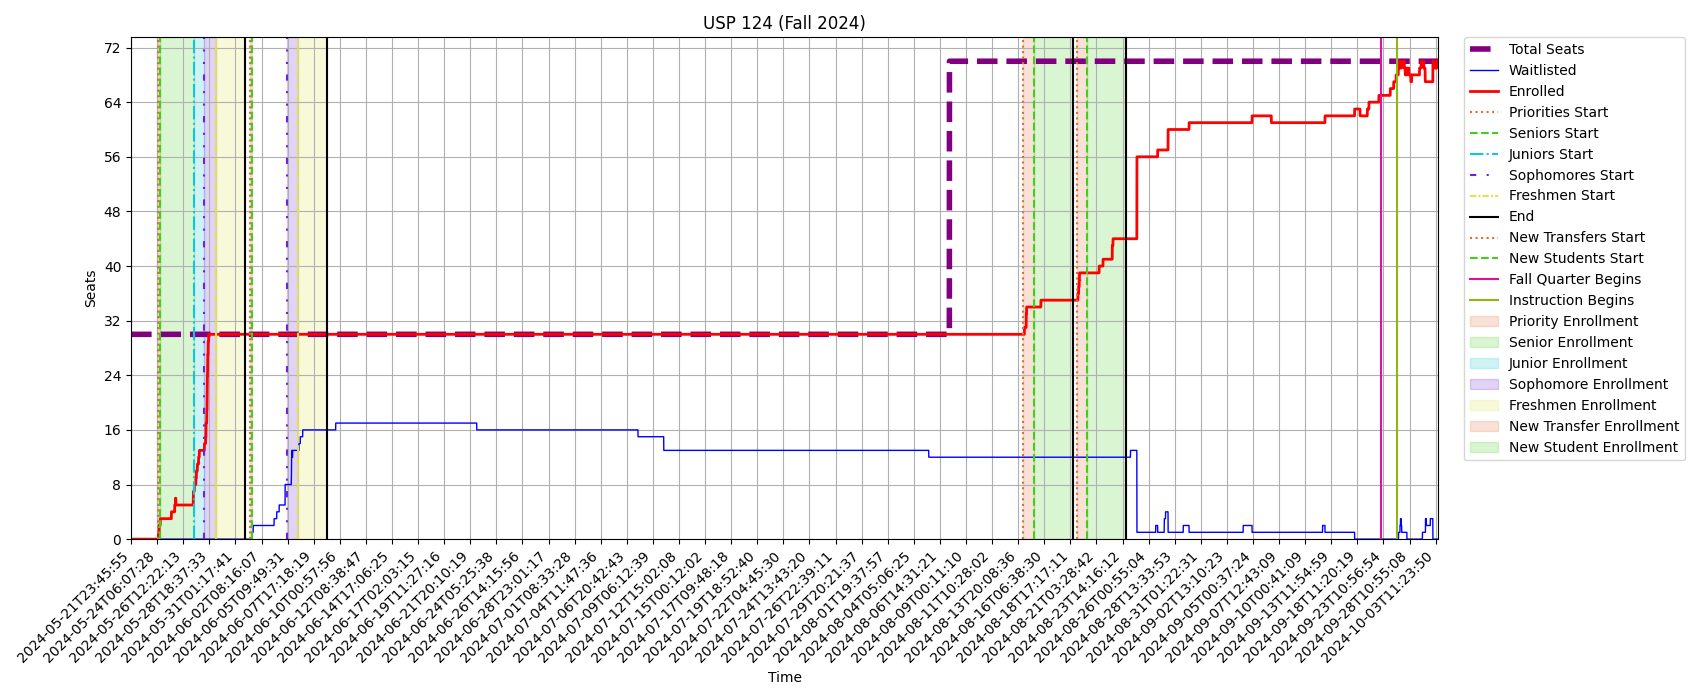 USP 124 (Fall 2024)
Seats
72
64
56
48
40
32
24
16
8
0
2024-05-21T23:45:55
2024-05-24T06:07:28
2024-05-26T12:22:13
2024-05-28T18:37:33
2024-05-31T01:17:41
2024-06-02T08:16:07
2024-06-05T09:49:31
2024-06-07T17:18:19
2024-06-10T00:57:56
2024-06-12T08:38:47
2024-06-14T17:06:25
2024-06-17T02:03:15
2024-06-19T11:27:16
2024-06-21T20:10:19
2024-06-24T05:25:38
2024-06-26T14:15:56
2024-06-28T23:01:17
2024-07-01T08:33:28
2024-07-04T11:47:36
2024-07-06T20:42:43
2024-07-09T06:12:39
2024-07-12T15:02:08
2024-07-15T00:12:02
2024-07-17T09:48:18
2024-07-19T18:52:40
2024-07-22T04:45:30
2024-07-24T13:43:20
2024-07-26T22:39:11
2024-07-29T20:21:37
2024-08-01T19:37:57
2024-08-04T05:06:25
2024-08-06T14:31:21
2024-08-09T00:11:10
2024-08-11T10:28:02
2024-08-13T20:08:36
2024-08-16T06:38:30
2024-08-18T17:17:11
2024-08-21T03:28:42
2024-08-23T14:16:12
2024-08-26T00:55:04
2024-08-28T13:33:53
2024-08-31T01:22:31
2024-09-02T13:10:23
2024-09-05T00:37:24
2024-09-07T12:43:09
2024-09-10T00:41:09
2024-09-13T11:54:59
2024-09-18T11:20:19
2024-09-23T10:56:54
2024-09-28T10:55:08
2024-10-03T11:23:50
Time
Total Seats
Waitlisted
Enrolled
Priorities Start
Seniors Start
Juniors Start
Sophomores Start
Freshmen Start
End
New Transfers Start
New Students Start
Fall Quarter Begins
Instruction Begins
Priority Enrollment
Senior Enrollment
Junior Enrollment
Sophomore Enrollment
Freshmen Enrollment
New Transfer Enrollment
New Student Enrollment